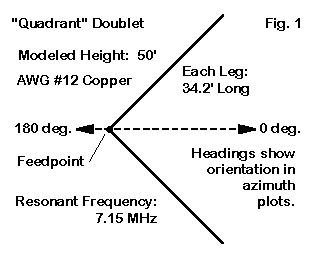 "Quadrant" Doublet
Fig. 1
Modeled Height: 50'
AWG #12 Copper
Each Leg:
34.2' Long
180 deg.
0 deg.
Feedpoint
Headings show
orientation in
azimuth
plots.
Resonant Frequency:
7.15 MHz